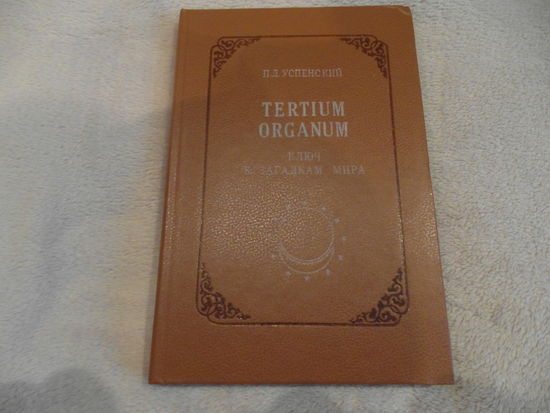 П.Д. УСПЕНСКИЙ
TERTIUM
ORGANUM
КЛЮЧ
К ЗАГАДКАМ МИРА